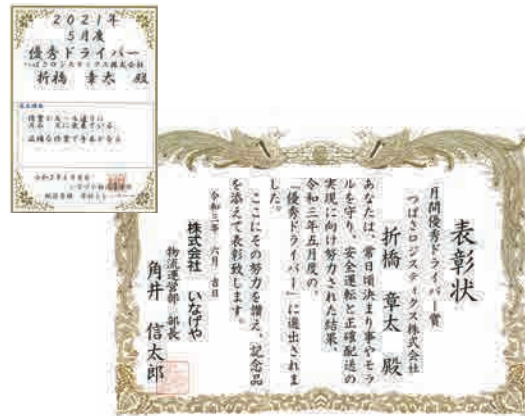 2021年
5月度
優秀ドライバー
つばさロジスティクス株式会社
折橋 章太 殿
表彰状
月間優秀ドライバー賞
つばさロジスティクス株式会社
折橋 章太 殿
あなたは、常日頃決まり事やモラ
ルを守り、安全運転と正確配送の
実現に向け努力された結果、
令和三年五月度の、
「優秀ドライバー」に選出されま
した。
ここにその努力を讃え、記念品
を添えて表彰致します。
令和三年 六月 吉日
株式会社 いなげや
物流運営部 部長
角井 信太郎